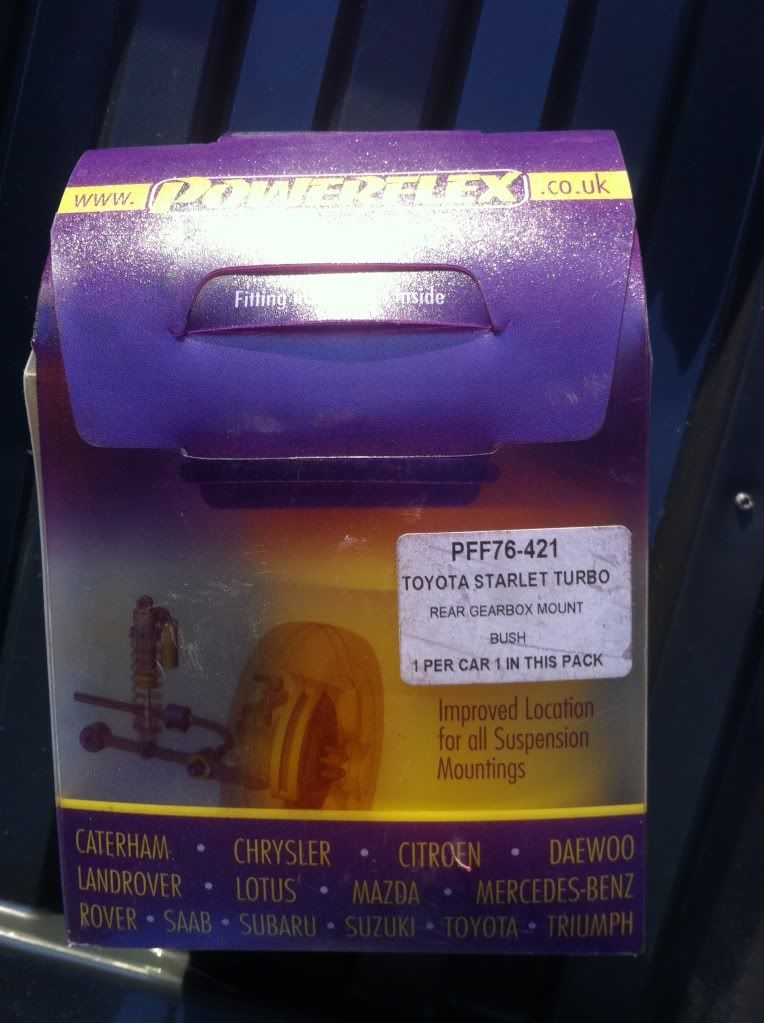 www. POWERFLEX .co.uk
Fitting inside
PFF76-421
TOYOTA STARLET TURBO
REAR GEARBOX MOUNT
BUSH
1 PER CAR 1 IN THIS PACK
Improved Location
for all Suspension
Mountings
CATERHAM • CHRYSLER • CITROEN • DAEWOO
LANDROVER • LOTUS • MAZDA • MERCEDES-BENZ
ROVER • SAAB • SUBARU • SUZUKI • TOYOTA • TRIUMPH